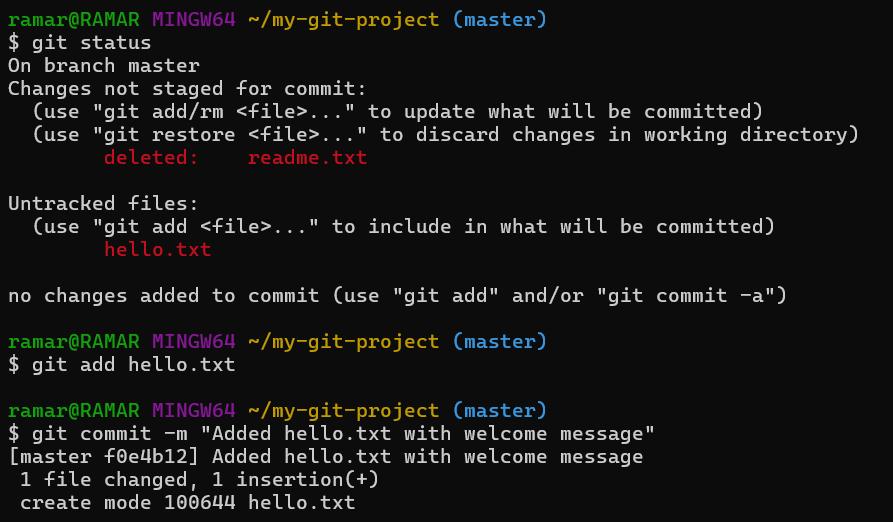 ramar@RAMAR MINGW64 ~/my-git-project (master)
$ git status
On branch master
Changes not staged for commit:
  (use "git add/rm <file>..." to update what will be committed)
  (use "git restore <file>..." to discard changes in working directory)
        deleted:    readme.txt

Untracked files:
  (use "git add <file>..." to include in what will be committed)
        hello.txt

no changes added to commit (use "git add" and/or "git commit -a")

ramar@RAMAR MINGW64 ~/my-git-project (master)
$ git add hello.txt

ramar@RAMAR MINGW64 ~/my-git-project (master)
$ git commit -m "Added hello.txt with welcome message"
[master f0e4b12] Added hello.txt with welcome message
 1 file changed, 1 insertion(+)
 create mode 100644 hello.txt